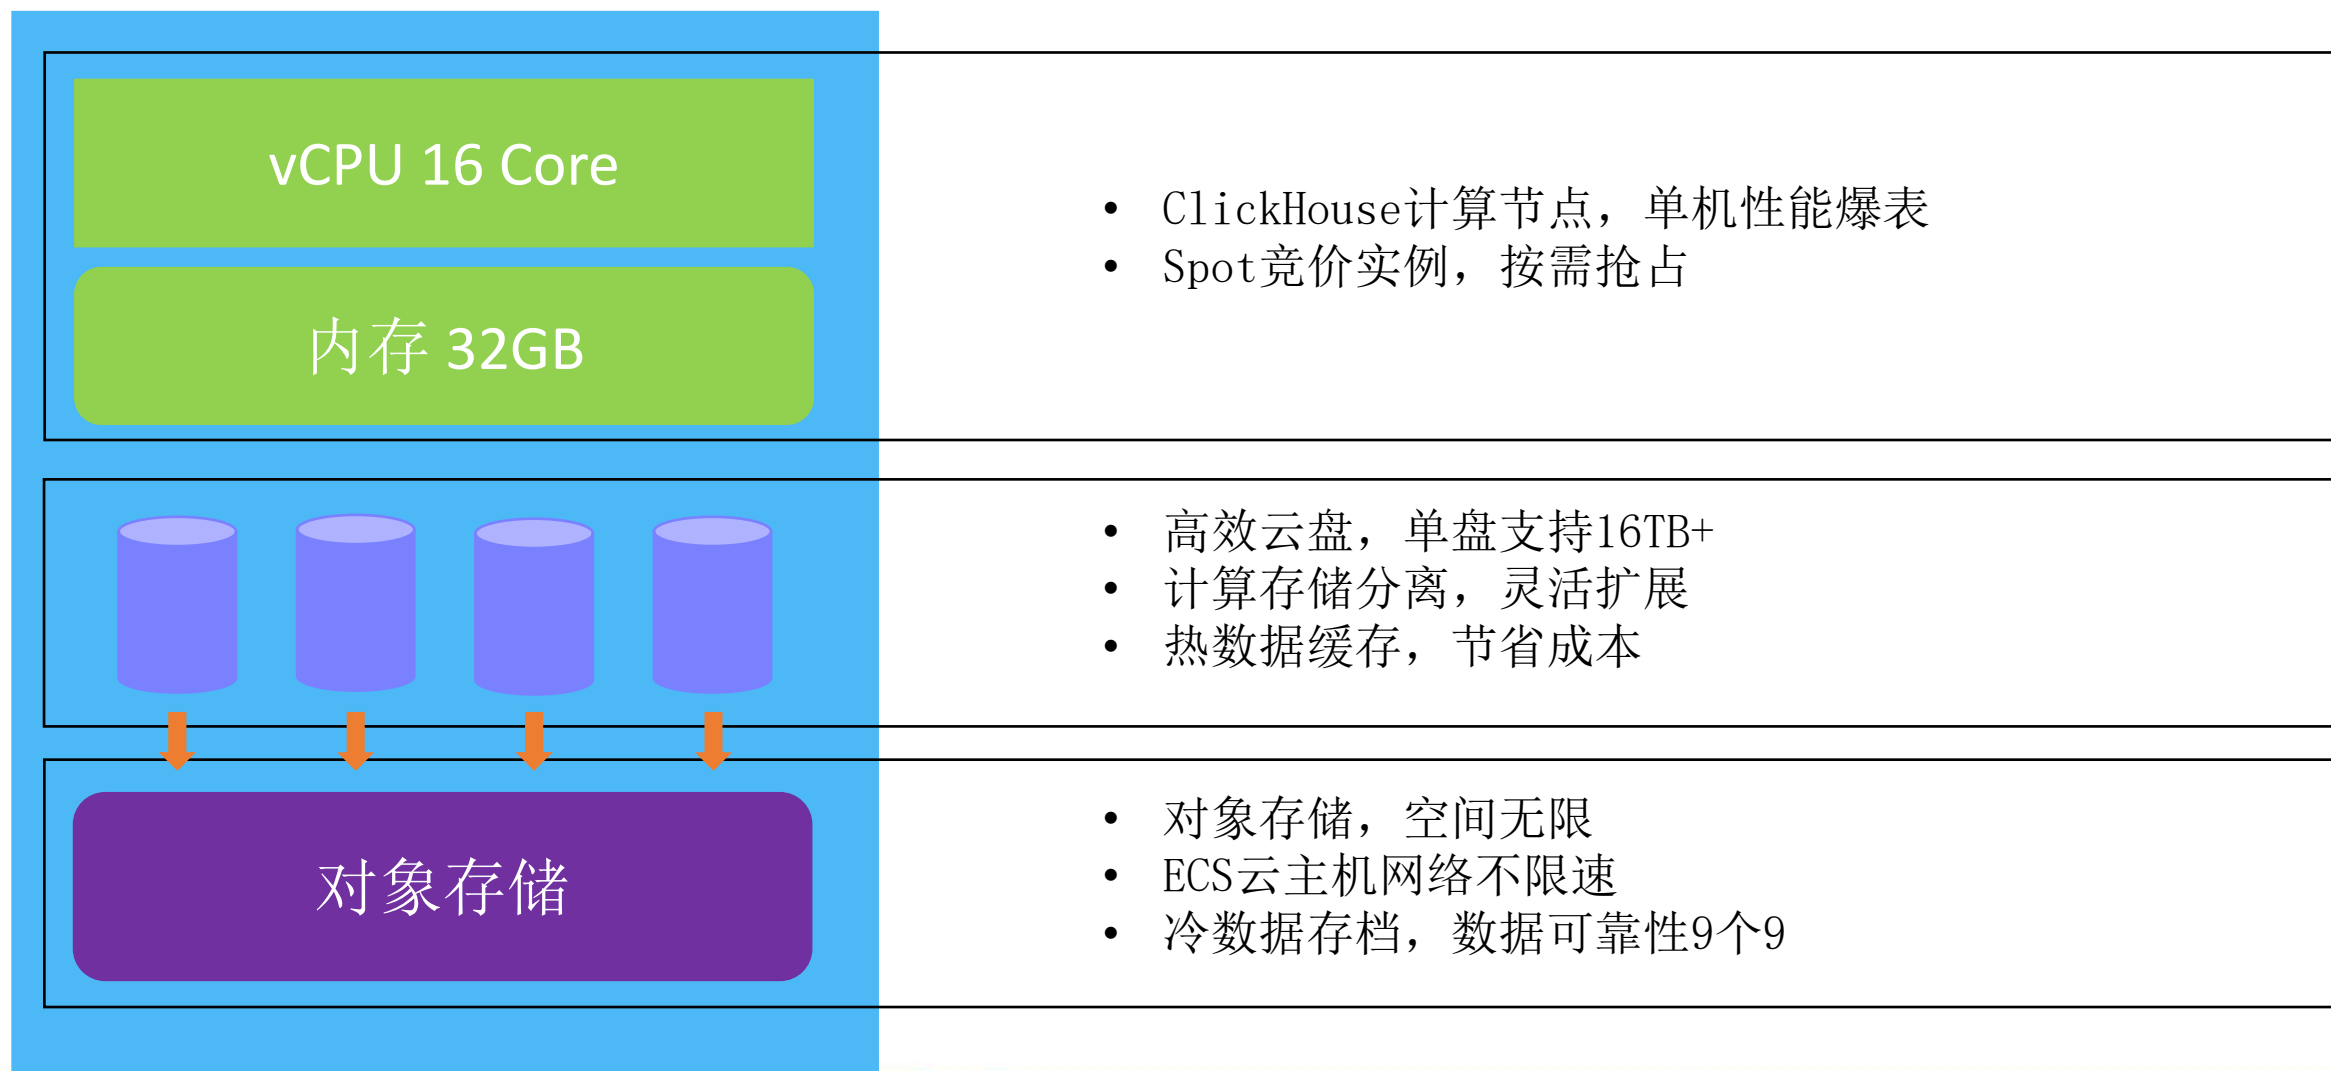 vCPU 16 Core
内存 32GB
• ClickHouse计算节点，单机性能爆表
• Spot竞价实例，按需抢占
• 高效云盘，单盘支持16TB+
• 计算存储分离，灵活扩展
• 热数据缓存，节省成本
对象存储
• 对象存储，空间无限
• ECS云主机网络不限速
• 冷数据存档，数据可靠性9个9